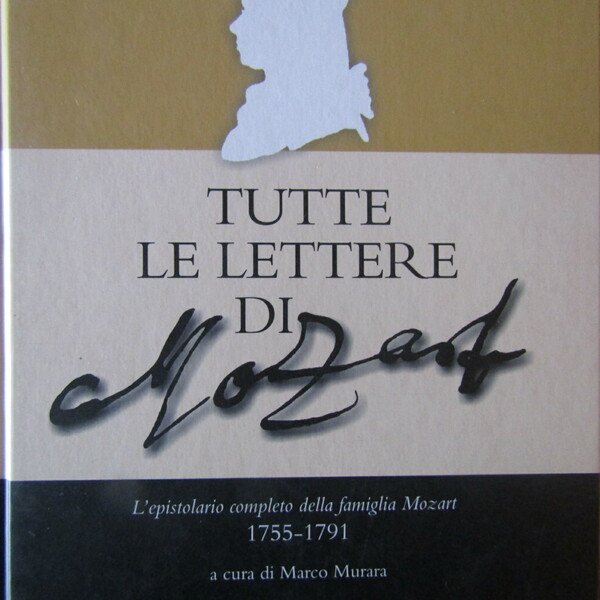 TUTTE
LE LETTERE
DI
Mozart
L'epistolario completo della famiglia Mozart
1755-1791
a cura di Marco Murara